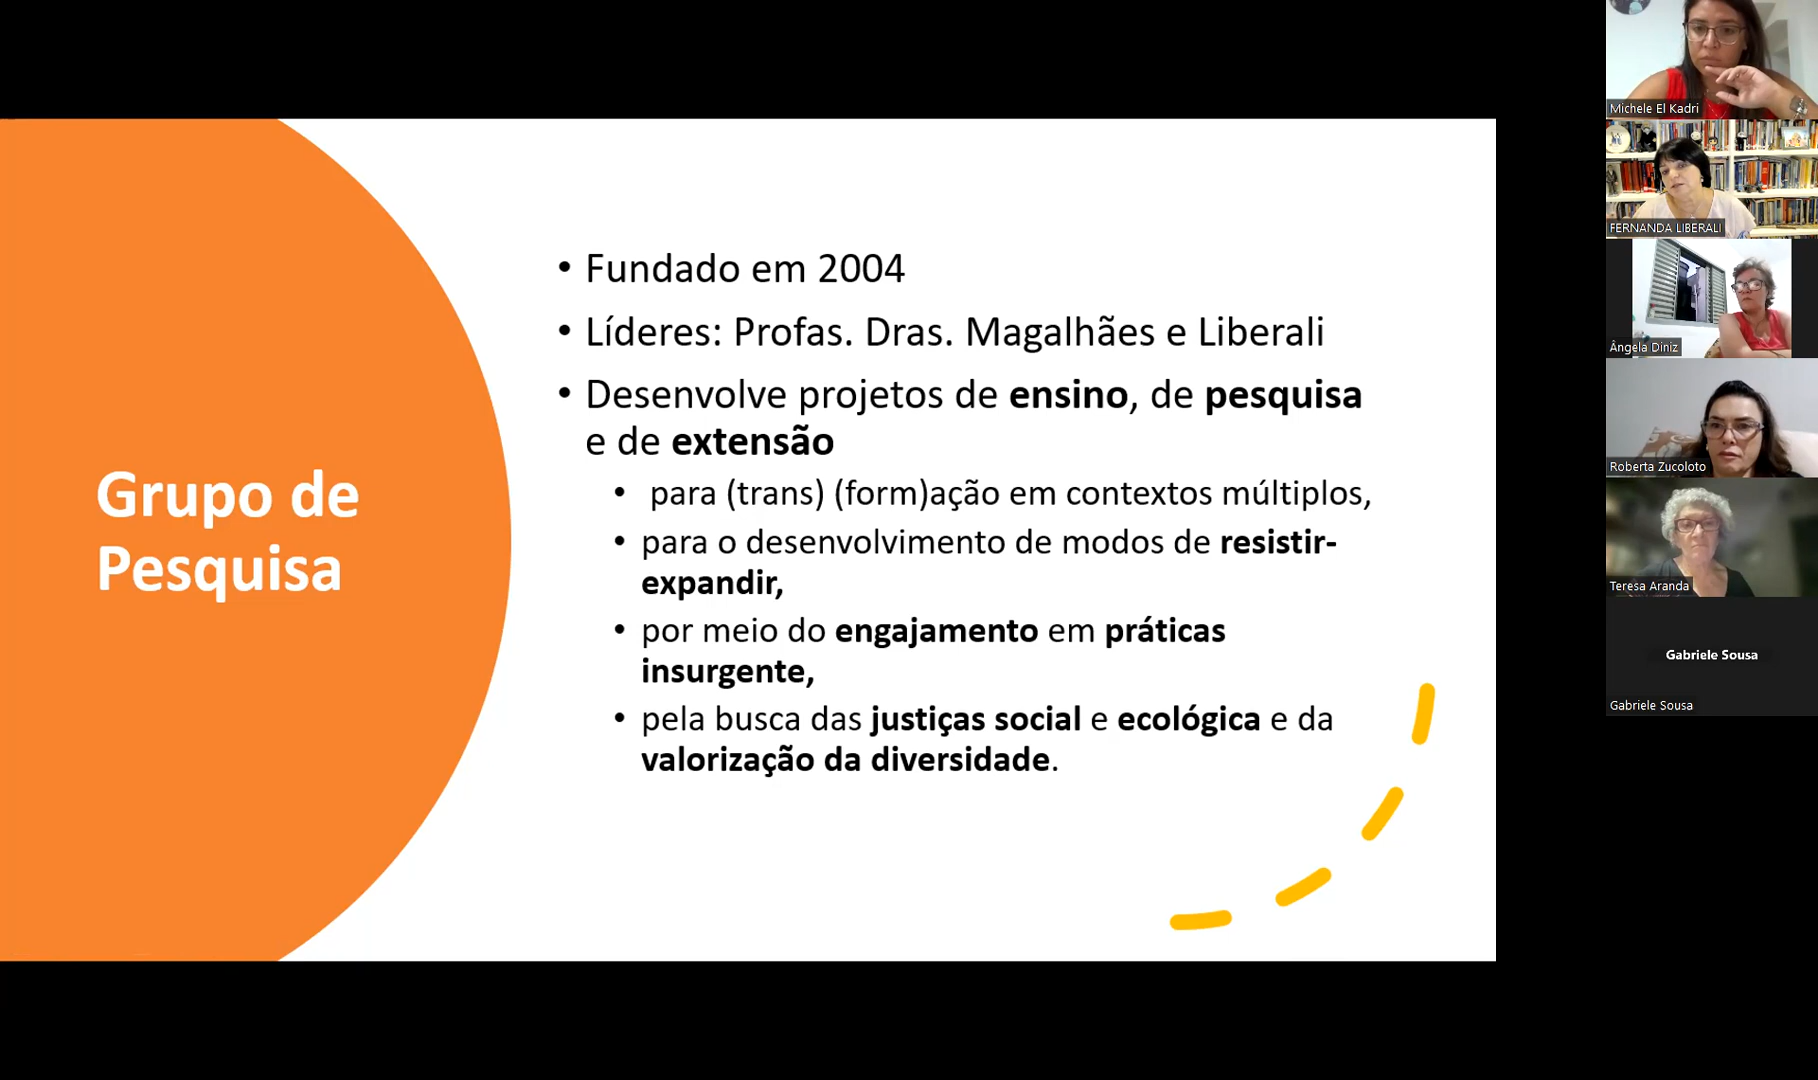 Grupo de
Pesquisa
• Fundado em 2004
• Líderes: Profas. Dras. Magalhães e Liberali
• Desenvolve projetos de ensino, de pesquisa
e de extensão
• para (trans) (form)ação em contextos múltiplos,
• para o desenvolvimento de modos de resistir-
expandir,
• por meio do engajamento em práticas
insurgente,
• pela busca das justiças social e ecológica e da
valorização da diversidade.
Michele El Kadri
FERNANDA LIBERALI
Ângela Diniz
Roberta Zucoloto
Teresa Aranda
Gabriele Sousa
Gabriele Sousa